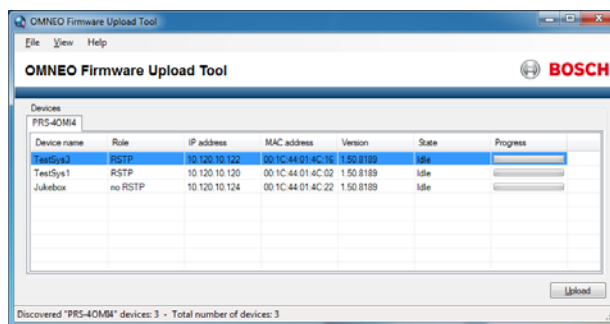 OMNEO Firmware Upload Tool
File View Help
OMNEO Firmware Upload Tool
BOSCH
Devices
PRS-4OMI4
Device name Role IP address MAC address Version State Progress
TestSys3 RSTP 10.120.10.122 00:1C:44:01:4C:16 1.50.8189 Idle
TestSys1 RSTP 10.120.10.120 00:1C:44:01:4C:02 1.50.8189 Idle
Jukebox no RSTP 10.120.10.124 00:1C:44:01:4C:22 1.50.8189 Idle
Upload
Discovered "PRS-4OMI4" devices: 3 - Total number of devices: 3